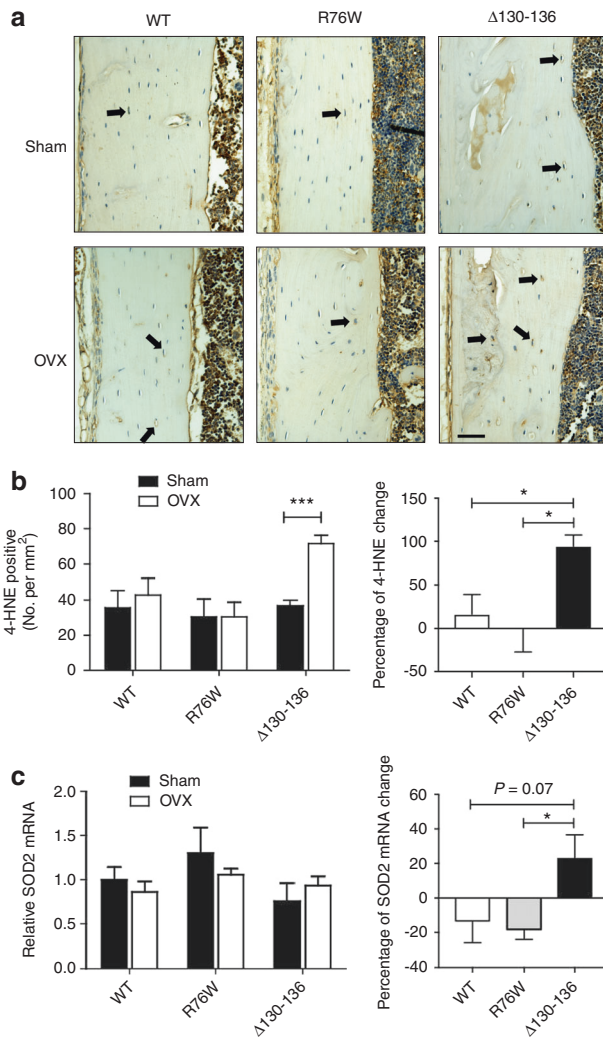 a
WT R76W Δ130-136
Sham
OVX
b
Sham
OVX
4-HNE positive
(No. per mm²)
100
80
60
40
20
0
***
WT R76W Δ130-136
Percentage of 4-HNE change
150
100
50
0
-50
*
*
WT R76W Δ130-136
c
Sham
OVX
Relative SOD2 mRNA
2.0
1.5
1.0
0.5
0.0
WT R76W Δ130-136
Percentage of SOD2 mRNA change
60
40
20
0
-20
-40
P = 0.07
*
WT R76W Δ130-136